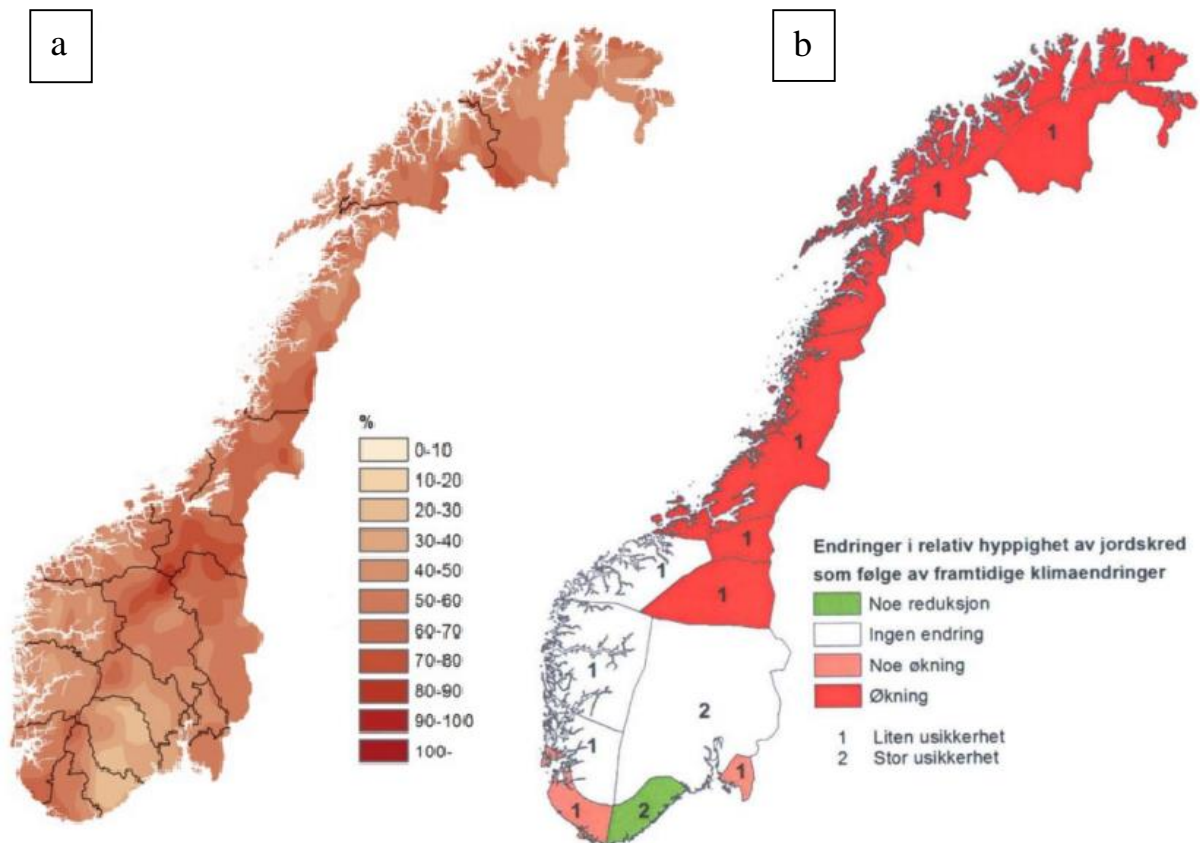 a
b
%
0-10
10-20
20-30
30-40
40-50
50-60
60-70
70-80
80-90
90-100
100-
1
1
1
1
1
1
1
1
2
1
1
1
2
Endringer i relativ hyppighet av jordskred
som følge av framtidige klimaendringer
Noe reduksjon
Ingen endring
Noe økning
Økning
1 Liten usikkerhet
2 Stor usikkerhet